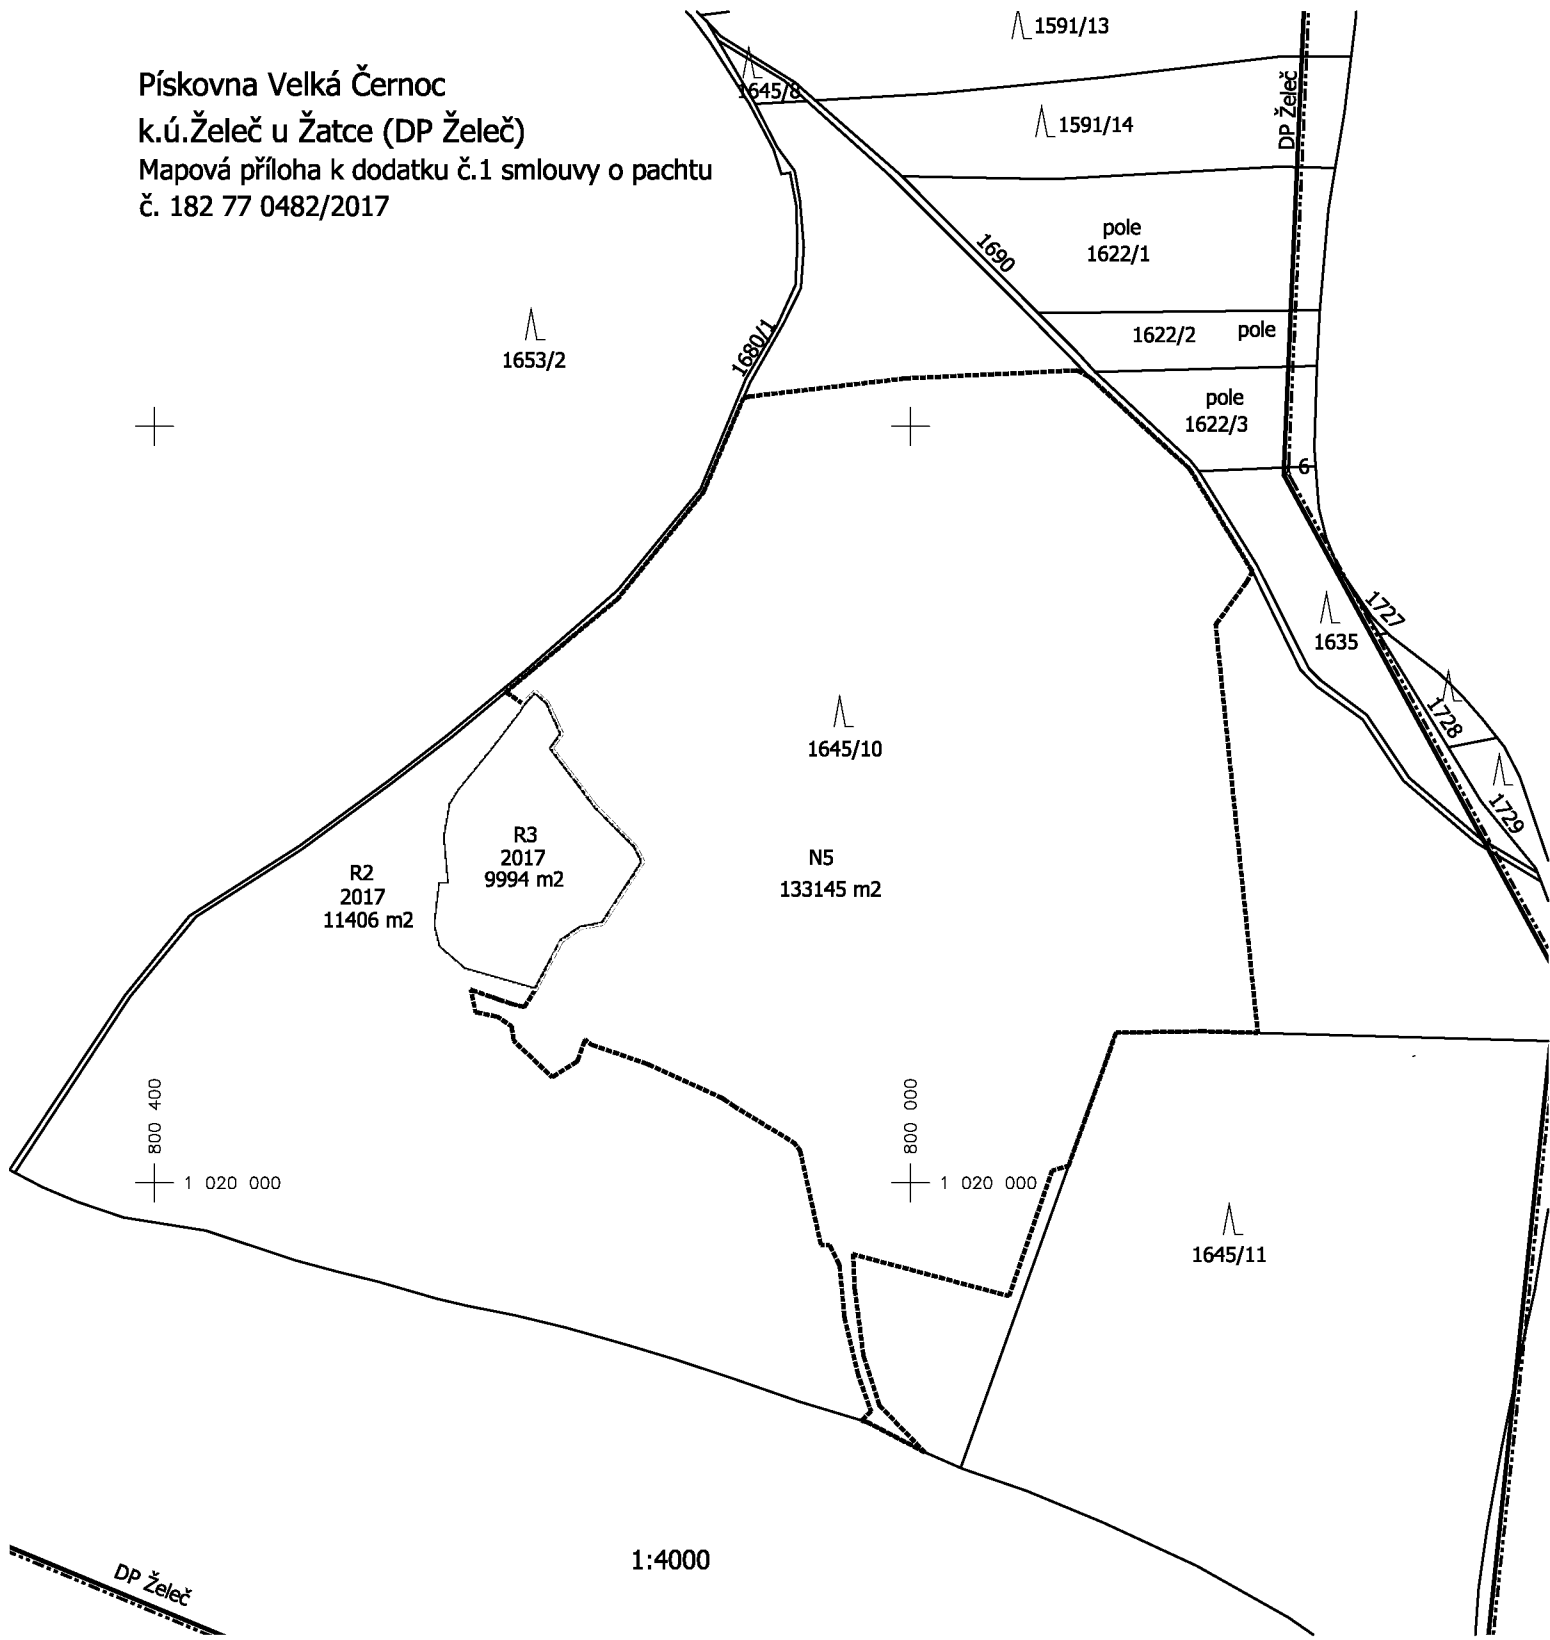 Pískovna Velká Černoc
k.ú.Želeč u Žatce (DP Želeč)
Mapová příloha k dodatku č.1 smlouvy o pachtu
č. 182 77 0482/2017
1591/13
1645/8
DP Želeč
1591/14
pole
1622/1
1690
1622/2
pole
1680/1
1653/2
pole
1622/3
6
1727
1635
1728
1645/10
1729
R3
2017
9994 m2
N5
133145 m2
R2
2017
11406 m2
800 400
1 020 000
800 000
1 020 000
1645/11
1:4000
DP Želeč